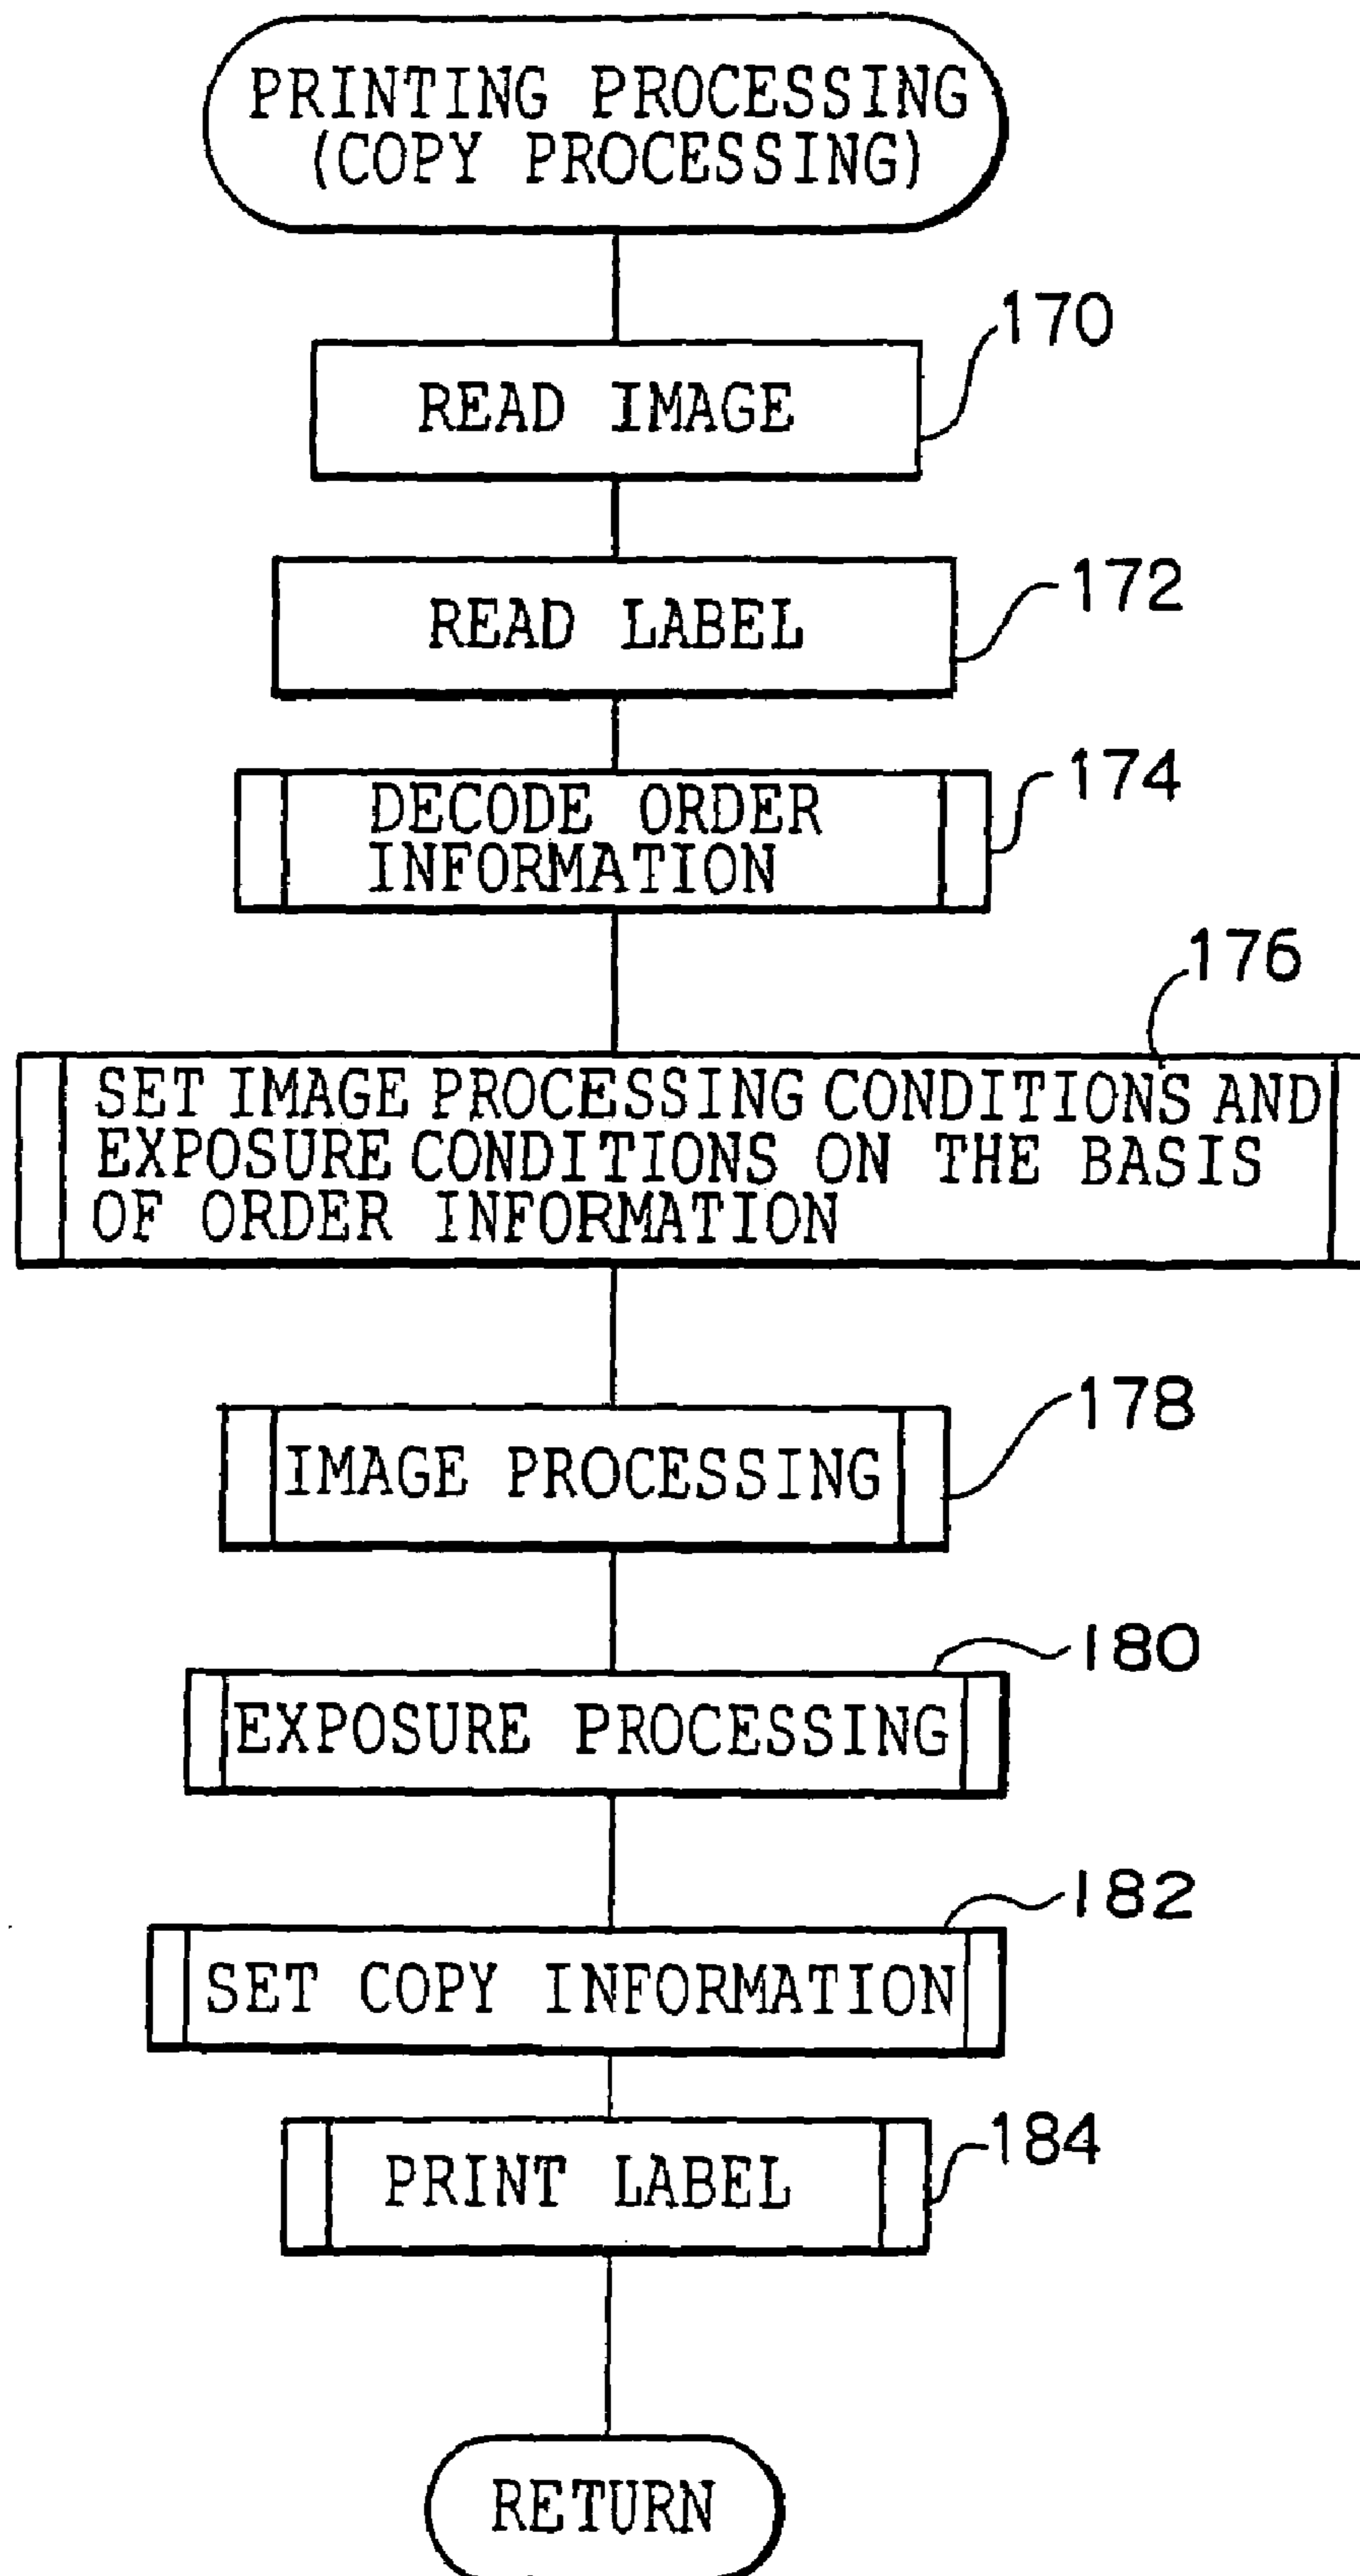 PRINTING PROCESSING
(COPY PROCESSING)
170
READ IMAGE
172
READ LABEL
174
DECODE ORDER
INFORMATION
176
SET IMAGE PROCESSING CONDITIONS AND
EXPOSURE CONDITIONS ON THE BASIS
OF ORDER INFORMATION
178
IMAGE PROCESSING
180
EXPOSURE PROCESSING
182
SET COPY INFORMATION
184
PRINT LABEL
RETURN